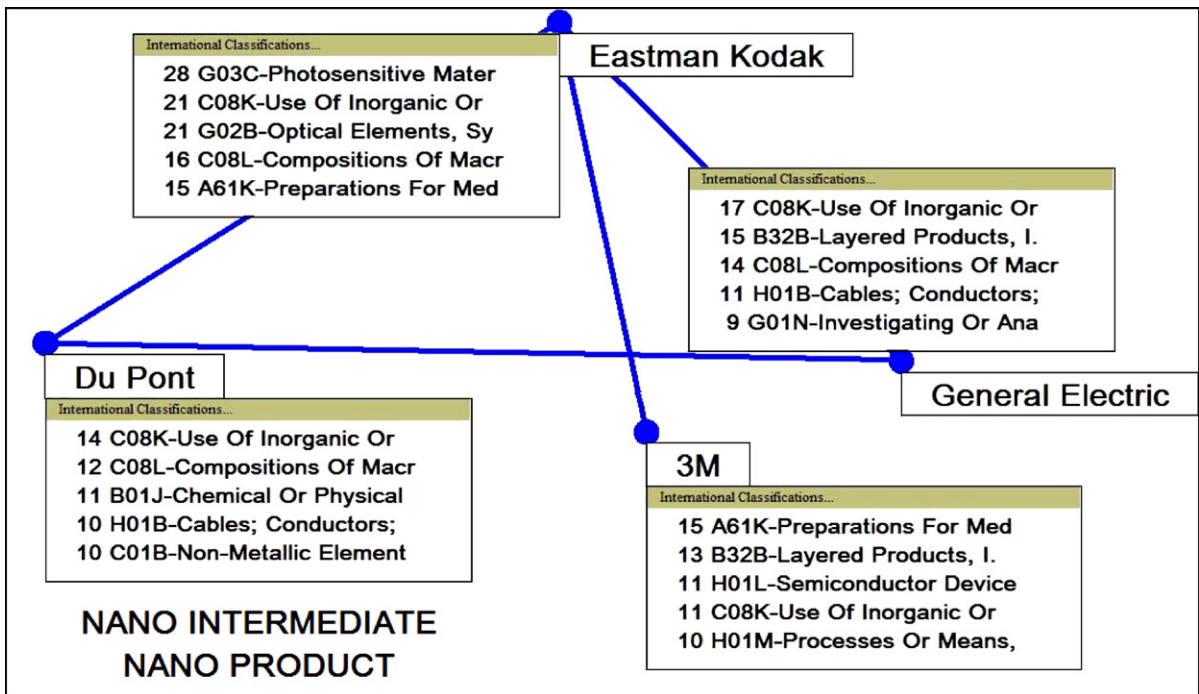 International Classifications...
28 G03C-Photosensitive Mater
21 C08K-Use Of Inorganic Or
21 G02B-Optical Elements, Sy
16 C08L-Compositions Of Macr
15 A61K-Preparations For Med
Eastman Kodak
International Classifications...
17 C08K-Use Of Inorganic Or
15 B32B-Layered Products, I.
14 C08L-Compositions Of Macr
11 H01B-Cables; Conductors;
9 G01N-Investigating Or Ana
General Electric
Du Pont
International Classifications...
14 C08K-Use Of Inorganic Or
12 C08L-Compositions Of Macr
11 B01J-Chemical Or Physical
10 H01B-Cables; Conductors;
10 C01B-Non-Metallic Element
3M
International Classifications...
15 A61K-Preparations For Med
13 B32B-Layered Products, I.
11 H01L-Semiconductor Device
11 C08K-Use Of Inorganic Or
10 H01M-Processes Or Means,
NANO INTERMEDIATE
NANO PRODUCT